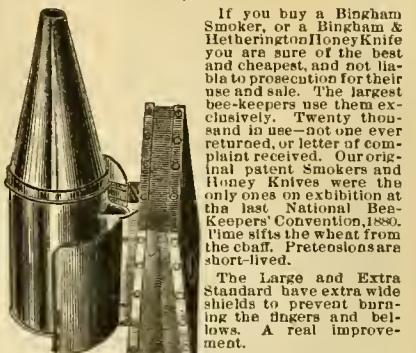 If you buy a Bingham
Smoker, or a Bingham &
Hetherington Honey Knife
you are sure of the best
and cheapest, and not lia-
bla to prosecution for their
use and sale. The largest
bee-keepers use them ex-
clusively. Twenty thou-
sand in use—not one ever
returned, or letter of com-
plaint received. Our orig-
inal patent Smokers and
Honey Knives were the
only ones on exhibition at
tha last National Bee-
Keepers' Convention, 1880.
Time sifts the wheat from
the chaff. Pretensions are
short-lived.
The Large and Extra
Standard have extra wide
shields to prevent burn-
ing the fingers and bel-
lows. A real improve-
ment.